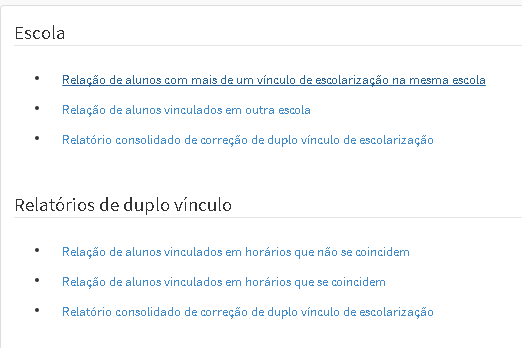 Escola
Relação de alunos com mais de um vínculo de escolarização na mesma escola
Relação de alunos vinculados em outra escola
Relatório consolidado de correção de duplo vínculo de escolarização
Relatórios de duplo vínculo
Relação de alunos vinculados em horários que não se coincidem
Relação de alunos vinculados em horários que se coincidem
Relatório consolidado de correção de duplo vínculo de escolarização